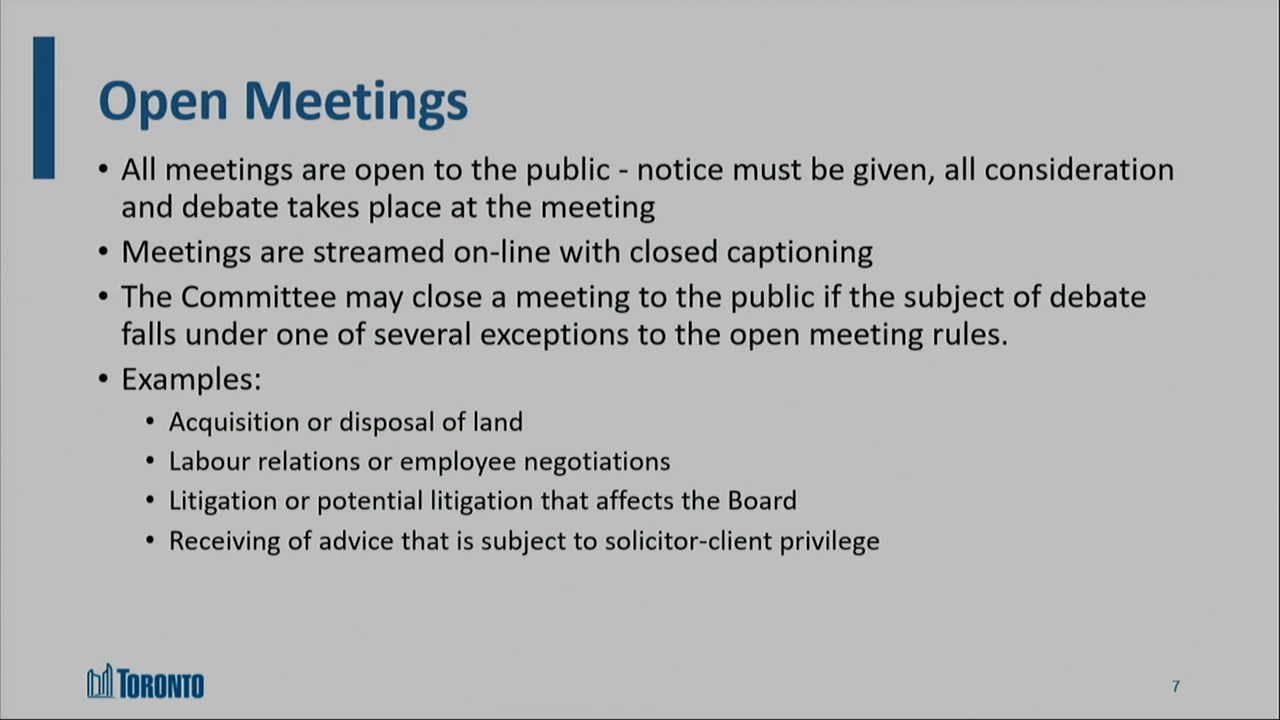 Open Meetings
• All meetings are open to the public - notice must be given, all consideration
and debate takes place at the meeting
• Meetings are streamed on-line with closed captioning
• The Committee may close a meeting to the public if the subject of debate
falls under one of several exceptions to the open meeting rules.
• Examples:
• Acquisition or disposal of land
• Labour relations or employee negotiations
• Litigation or potential litigation that affects the Board
• Receiving of advice that is subject to solicitor-client privilege
TORONTO
7